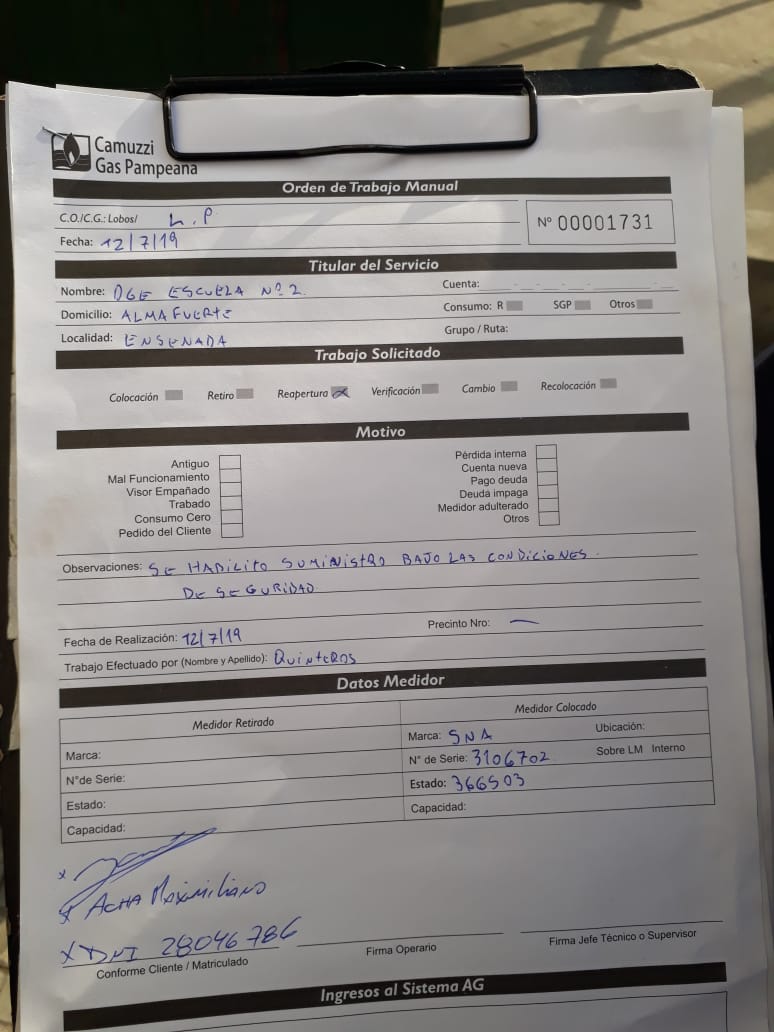 Camuzzi
Gas Pampeana
Orden de Trabajo Manual
C.O./C.G.: Lobos/ L.P
Nº 00001731
Fecha: 12/7/19
Titular del Servicio
Nombre: DGE ESCUELA Nº 2 Cuenta:
Domicilio: ALMAFUERTE Consumo: R SGP Otros
Localidad: ENSENADA Grupo / Ruta:
Trabajo Solicitado
Colocación Retiro Reapertura X Verificación Cambio Recolocación
Motivo
Antiguo Pérdida interna
Mal Funcionamiento Cuenta nueva
Visor Empañado Pago deuda
Trabado Deuda impaga
Consumo Cero Medidor adulterado
Pedido del Cliente Otros
Observaciones: SE HABILITO SUMINISTRO BAJO LAS CONDICIONES
DE SEGURIDAD
Fecha de Realización: 12/7/19 Precinto Nro: —
Trabajo Efectuado por (Nombre y Apellido): QUINTEROS
Datos Medidor
Medidor Retirado Medidor Colocado
Marca: Marca: SNA Ubicación:
N°de Serie: N° de Serie: 3106702 Sobre LM Interno
Estado: Estado: 366503
Capacidad: Capacidad:
x
x ACHA Maximiliano
x DNI 28046786
Conforme Cliente / Matriculado Firma Operario Firma Jefe Técnico o Supervisor
Ingresos al Sistema AG